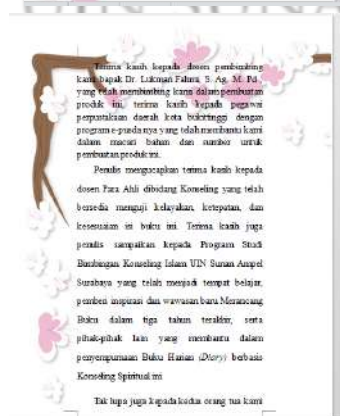 Terima kasih kepada dosen pembimbing
kami bapak Dr. Lukman Fahmi, S. Ag, M. Pd.,
yang telah membimbing kami dalam pembuatan
produk ini, terima kasih kepada pegawai
perpustakaan daerah kota bukittinggi dengan
program e-pusda nya yang telah membantu kami
dalam mecari bahan dan sumber untuk
pembuatan produk ini.
Penulis mengucapkan terima kasih kepada
dosen Para Ahli dibidang Konseling yang telah
bersedia menguji kelayakan, ketepatan, dan
kesesuaian isi buku ini. Terima kasih juga
penulis sampaikan kepada Program Studi
Bimbingan Konseling Islam UIN Sunan Ampel
Surabaya yang telah menjadi tempat belajar,
pemberi inspirasi dan wawasan baru Merancang
Buku dalam tiga tahun terakhir, serta
pihak-pihak lain yang membantu dalam
penyempurnaan Buku Harian (Diary) berbasis
Konseling Spiritual ini
Tak lupa juga kepada kedua orang tua kami